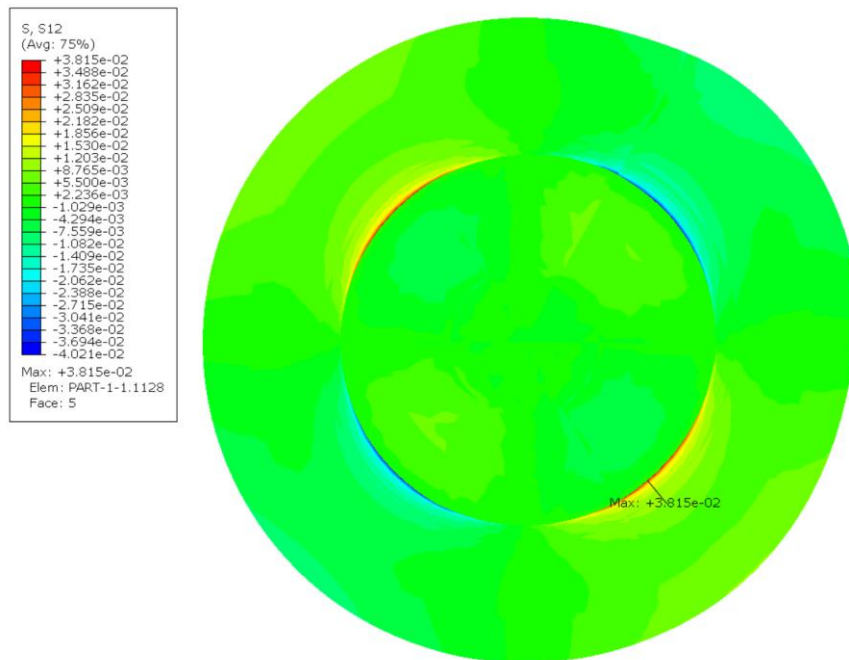 S, S12
(Avg: 75%)
+3.815e-02
+3.488e-02
+3.162e-02
+2.835e-02
+2.509e-02
+2.182e-02
+1.856e-02
+1.530e-02
+1.203e-02
+8.765e-03
+5.500e-03
+2.236e-03
-1.029e-03
-4.294e-03
-7.559e-03
-1.082e-02
-1.409e-02
-1.735e-02
-2.062e-02
-2.388e-02
-2.715e-02
-3.041e-02
-3.368e-02
-3.694e-02
-4.021e-02
Max: +3.815e-02
Elem: PART-1-1.1128
Face: 5
Max: +3.815e-02